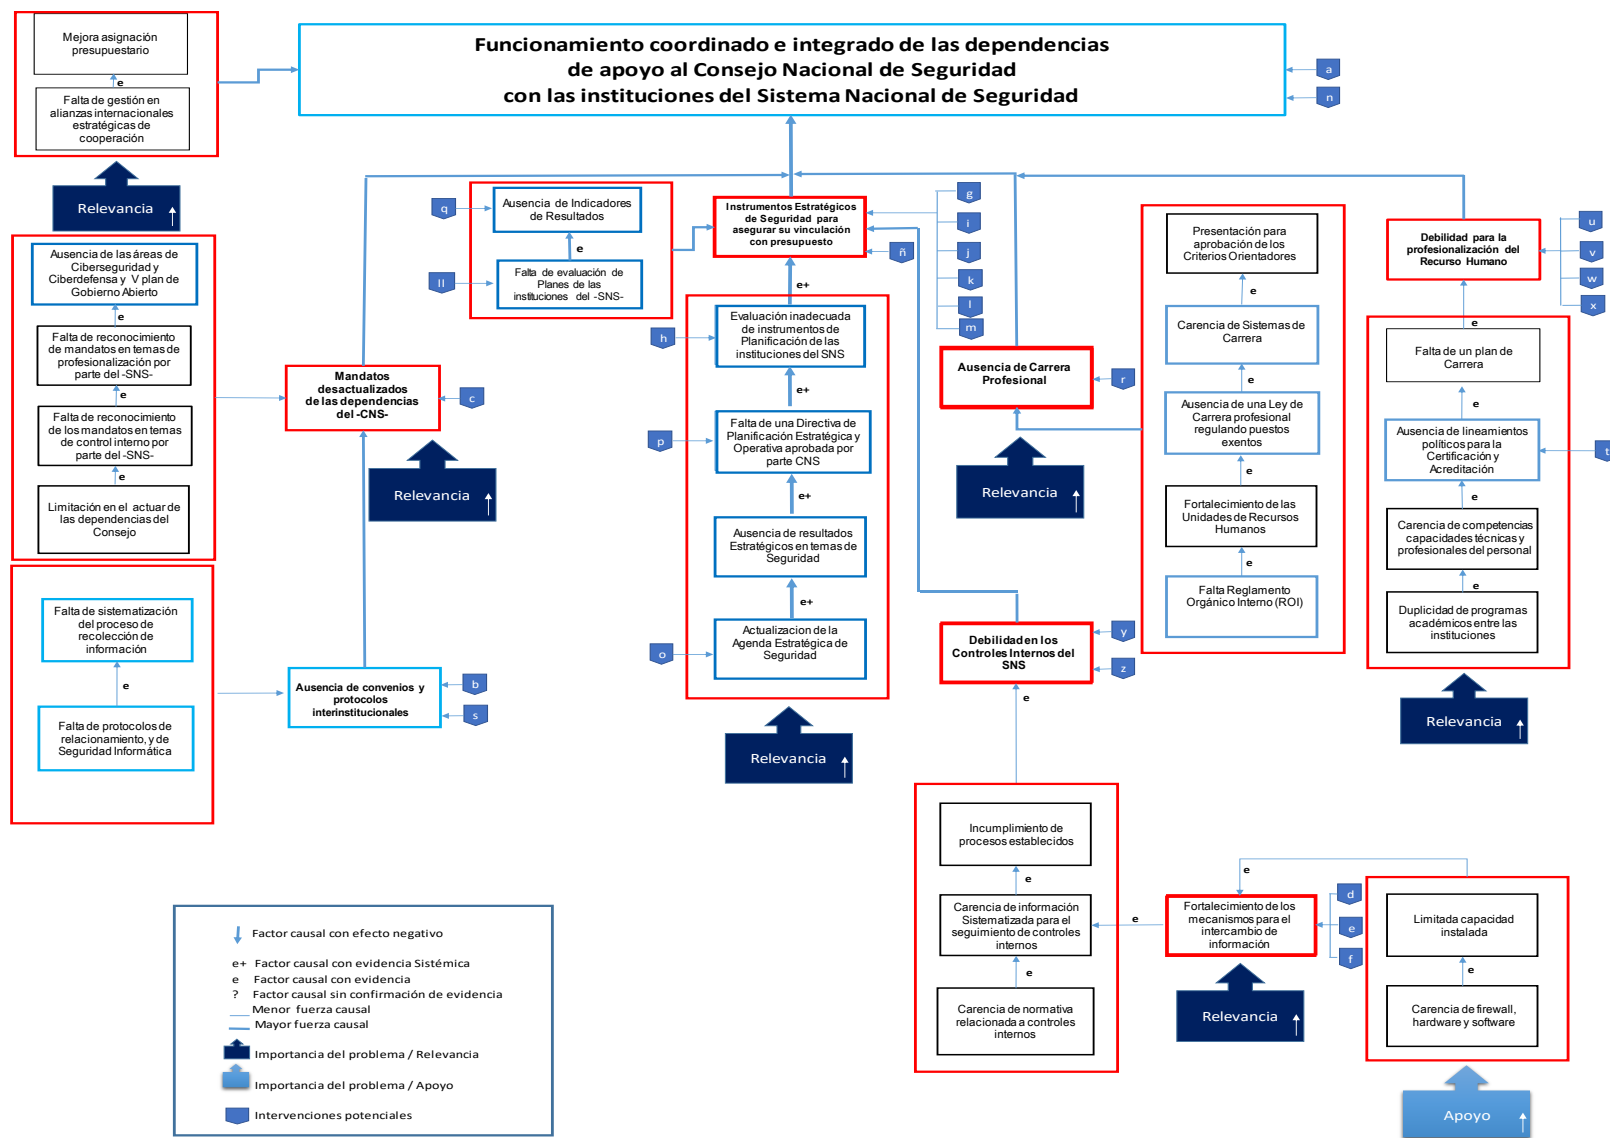 Mejora asignación
presupuestario
e
Falta de gestión en
alianzas internacionales
estratégicas de
cooperación
Relevancia
Funcionamiento coordinado e integrado de las dependencias
de apoyo al Consejo Nacional de Seguridad
con las instituciones del Sistema Nacional de Seguridad
a
n
Ausencia de las áreas de
Ciberseguridad y
Ciberdefensa y V plan de
Gobierno Abierto
e
Falta de reconocimiento
de mandatos en temas de
profesionalización por
parte del -SNS-
e
Falta de reconocimiento
de los mandatos en temas
de control interno por
parte del -SNS-
e
Limitación en el actuar de
las dependencias del
Consejo
Falta de sistematización
del proceso de
recolección de
información
e
Falta de protocolos de
relacionamiento, y de
Seguridad Informática
Mandatos
desactualizados
de las dependencias
del -CNS-
c
Relevancia
Ausencia de convenios y
protocolos
interinstitucionales
b
s
q
Ausencia de Indicadores
de Resultados
e
ll
Falta de evaluación de
Planes de las
instituciones del -SNS-
Instrumentos Estratégicos
de Seguridad para
asegurar su vinculación
con presupuesto
g
i
j
k
l
m
ñ
e+
h
Evaluación inadecuada
de instrumentos de
Planificación de las
instituciones del SNS
e+
p
Falta de una Directiva de
Planificación Estratégica y
Operativa aprobada por
parte CNS
e+
Ausencia de resultados
Estratégicos en temas de
Seguridad
e+
o
Actualizacion de la
Agenda Estratégica de
Seguridad
Relevancia
Ausencia de Carrera
Profesional
r
Relevancia
Debilidad en los
Controles Internos del
SNS
y
z
e
Presentación para
aprobación de los
Criterios Orientadores
e
Carencia de Sistemas de
Carrera
e
Ausencia de una Ley de
Carrera profesional
regulando puestos
exentos
e
Fortalecimiento de las
Unidades de Recursos
Humanos
e
Falta Reglamento
Orgánico Interno (ROI)
Debilidad para la
profesionalización del
Recurso Humano
u
v
w
x
e
Falta de un plan de
Carrera
e
Ausencia de lineamientos
políticos para la
Certificación y
Acreditación
t
e
Carencia de competencias
capacidades técnicas y
profesionales del personal
e
Duplicidad de programas
académicos entre las
instituciones
Relevancia
Incumplimiento de
procesos establecidos
e
Carencia de información
Sistematizada para el
seguimiento de controles
internos
e
Carencia de normativa
relacionada a controles
internos
e
Fortalecimiento de los
mecanismos para el
intercambio de
información
e
d
e
f
Relevancia
Limitada capacidad
instalada
e
Carencia de firewall,
hardware y software
Apoyo
Factor causal con efecto negativo
e+ Factor causal con evidencia Sistémica
e Factor causal con evidencia
? Factor causal sin confirmación de evidencia
Menor fuerza causal
Mayor fuerza causal
Importancia del problema / Relevancia
Importancia del problema / Apoyo
Intervenciones potenciales